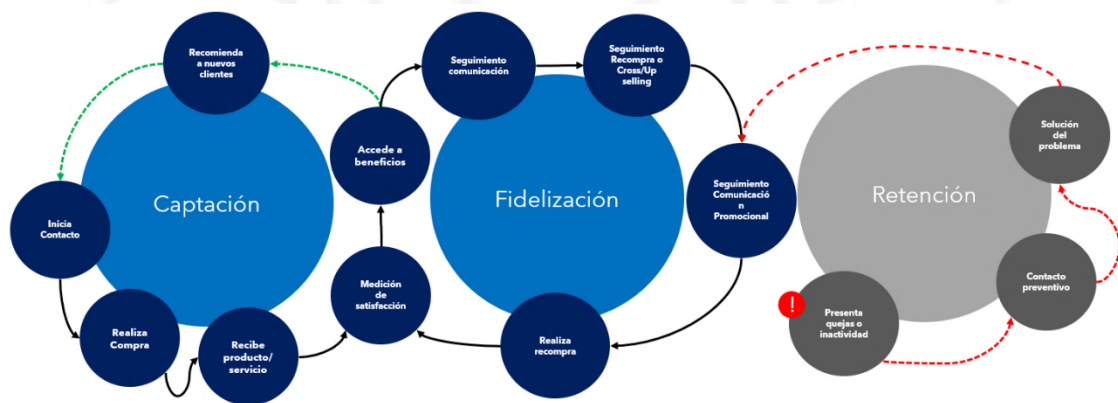 Recomienda
a nuevos
clientes
Captación
Inicia
Contacto
Realiza
Compra
Recibe
producto/
servicio
Medición
de
satisfacción
Accede a
beneficios
Seguimiento
comunicación
Seguimiento
Recompra o
Cross/Up
selling
Fidelización
Seguimiento
Comunicació
n
Promocional
Realiza
recompra
Retención
Solución
del
problema
Contacto
preventivo
!
Presenta
quejas o
inactividad